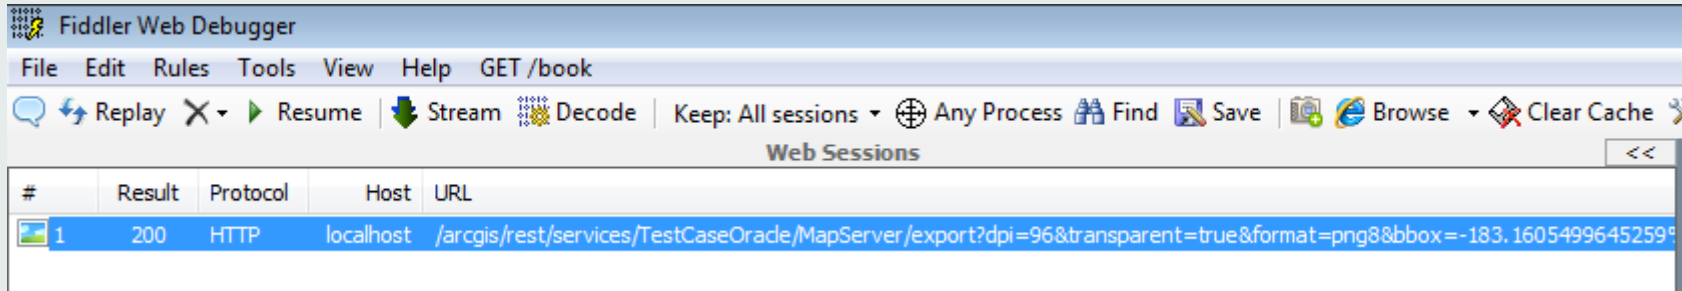 Fiddler Web Debugger
File Edit Rules Tools View Help GET /book
Replay Resume Stream Decode Keep: All sessions Any Process Find Save Browse Clear Cache
Web Sessions <<
# Result Protocol Host URL
1 200 HTTP localhost /arcgis/rest/services/TestCaseOracle/MapServer/export?dpi=96&transparent=true&format=png8&bbox=-183.1605499645259%